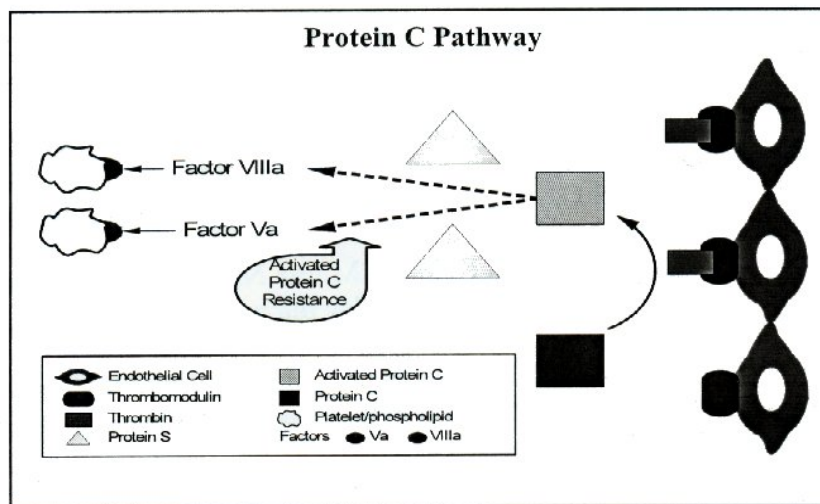 Protein C Pathway
Factor VIIIa
Factor Va
Activated
Protein C
Resistance
Endothelial Cell
Thrombomodulin
Thrombin
Protein S
Activated Protein C
Protein C
Platelet/phospholipid
Factors Va VIIIa